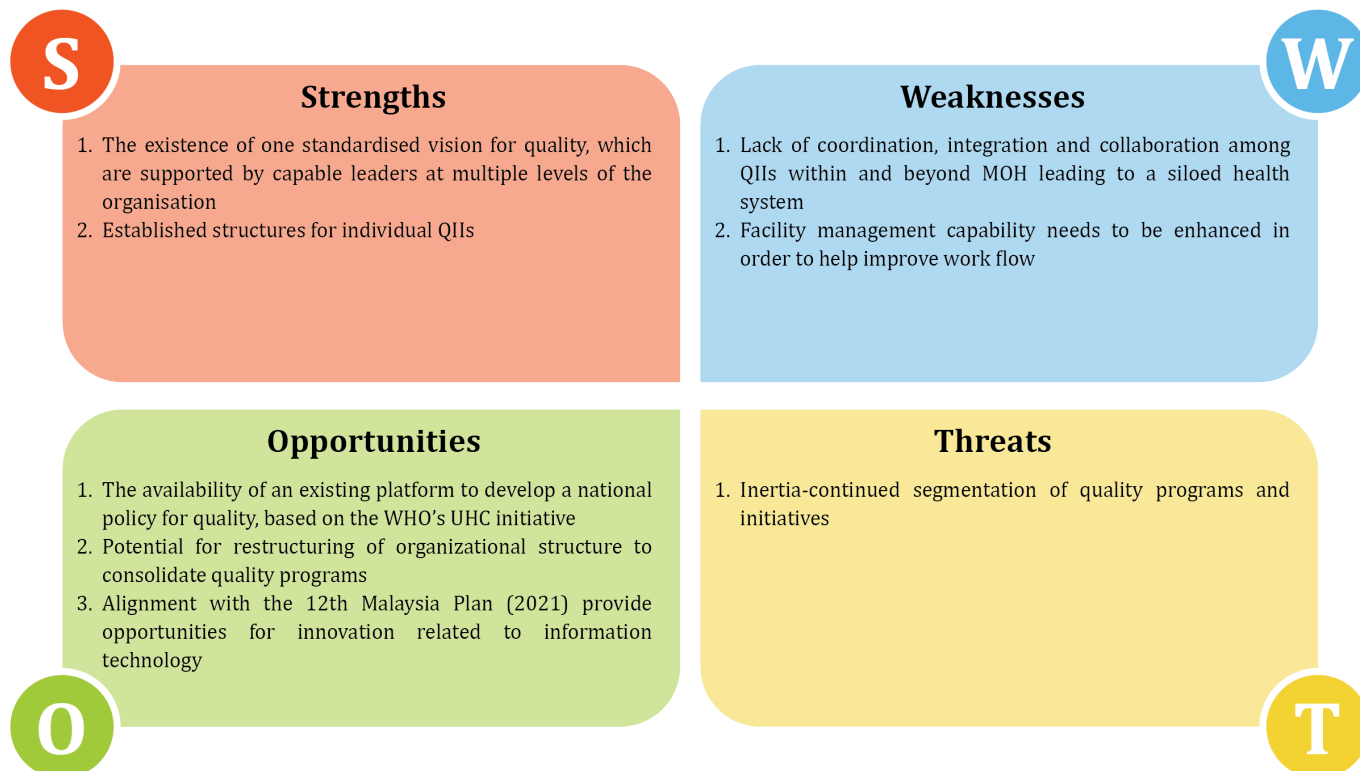 S
Strengths
1. The existence of one standardised vision for quality, which
are supported by capable leaders at multiple levels of the
organisation
2. Established structures for individual QIIs
W
Weaknesses
1. Lack of coordination, integration and collaboration among
QIIs within and beyond MOH leading to a siloed health
system
2. Facility management capability needs to be enhanced in
order to help improve work flow
O
Opportunities
1. The availability of an existing platform to develop a national
policy for quality, based on the WHO’s UHC initiative
2. Potential for restructuring of organizational structure to
consolidate quality programs
3. Alignment with the 12th Malaysia Plan (2021) provide
opportunities for innovation related to information
technology
T
Threats
1. Inertia-continued segmentation of quality programs and
initiatives